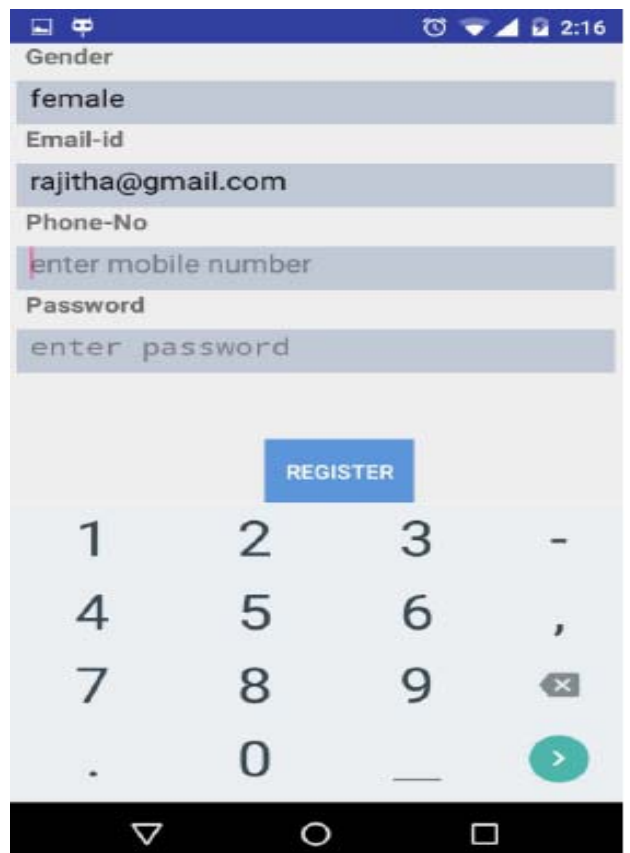 2:16
Gender
female
Email-id
rajitha@gmail.com
Phone-No
enter mobile number
Password
enter password
REGISTER
1 2 3 -
4 5 6 ,
7 8 9
. 0 _